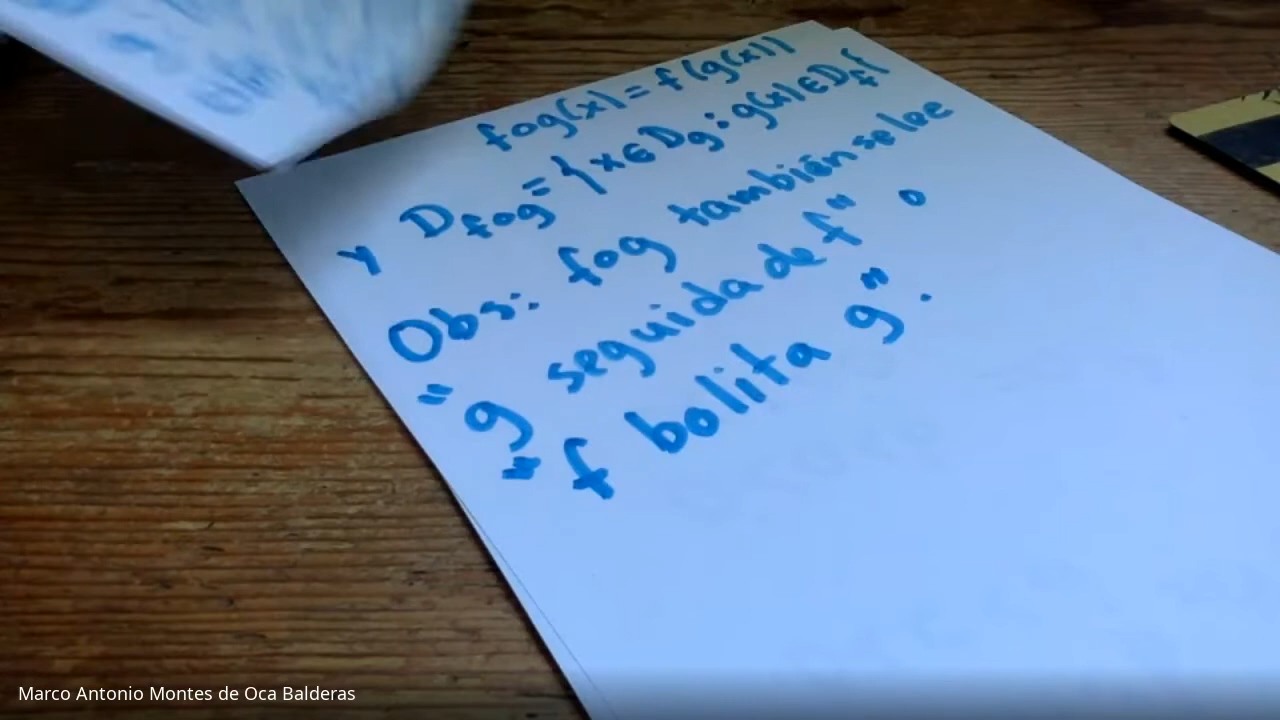 fog(x) = f(g(x))
y D_fog = {x ∈ D_g : g(x) ∈ D_f{
Obs: fog también se lee
"g seguida de f" o
"f bolita g".
Marco Antonio Montes de Oca Balderas